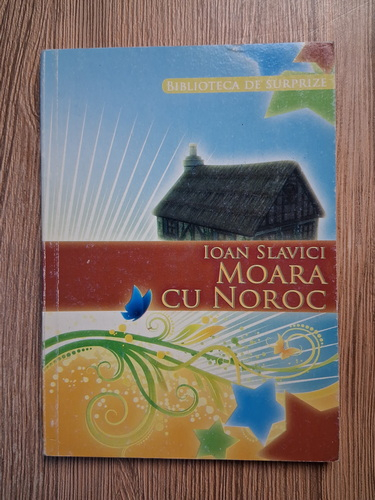 BIBLIOTECA DE SURPRIZE
IOAN SLAVICI
MOARA
CU NOROC